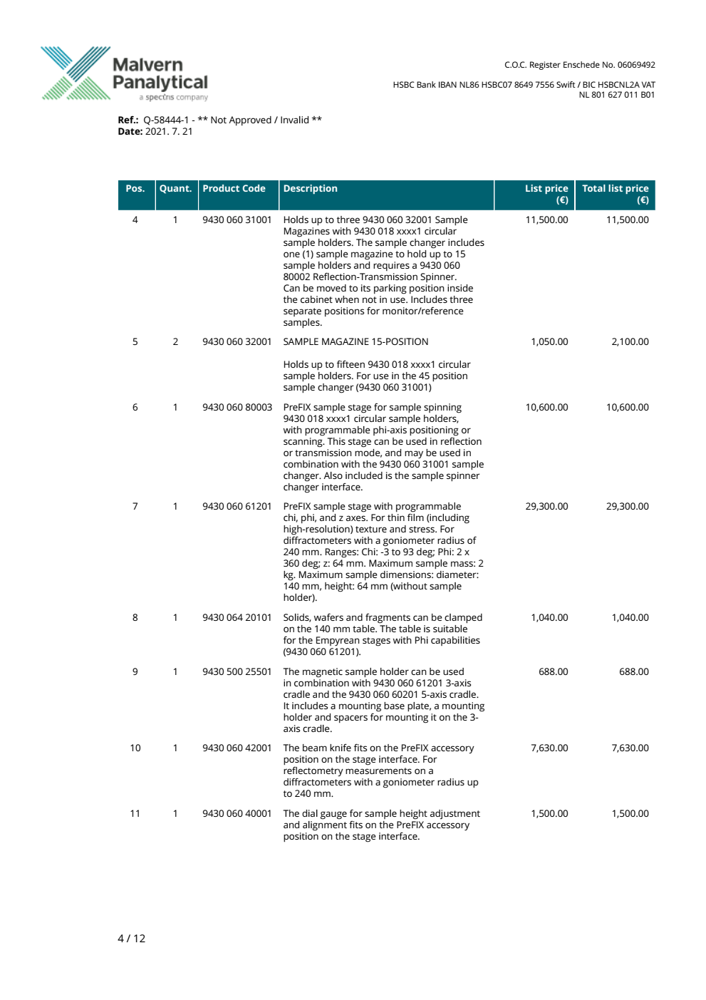 Malvern
Panalytical
a spectris company
C.O.C. Register Enschede No. 06069492
HSBC Bank IBAN NL86 HSBC07 8649 7556 Swift / BIC HSBCNL2A VAT
NL 801 627 011 B01
Ref.: Q-58444-1 - ** Not Approved / Invalid **
Date: 2021. 7. 21
Pos. Quant. Product Code Description List price Total list price
(€) (€)
4 1 9430 060 31001 Holds up to three 9430 060 32001 Sample 11,500.00 11,500.00
Magazines with 9430 018 xxxx1 circular
sample holders. The sample changer includes
one (1) sample magazine to hold up to 15
sample holders and requires a 9430 060
80002 Reflection-Transmission Spinner.
Can be moved to its parking position inside
the cabinet when not in use. Includes three
separate positions for monitor/reference
samples.
5 2 9430 060 32001 SAMPLE MAGAZINE 15-POSITION 1,050.00 2,100.00
Holds up to fifteen 9430 018 xxxx1 circular
sample holders. For use in the 45 position
sample changer (9430 060 31001)
6 1 9430 060 80003 PreFIX sample stage for sample spinning 10,600.00 10,600.00
9430 018 xxxx1 circular sample holders,
with programmable phi-axis positioning or
scanning. This stage can be used in reflection
or transmission mode, and may be used in
combination with the 9430 060 31001 sample
changer. Also included is the sample spinner
changer interface.
7 1 9430 060 61201 PreFIX sample stage with programmable 29,300.00 29,300.00
chi, phi, and z axes. For thin film (including
high-resolution) texture and stress. For
diffractometers with a goniometer radius of
240 mm. Ranges: Chi: -3 to 93 deg; Phi: 2 x
360 deg; z: 64 mm. Maximum sample mass: 2
kg. Maximum sample dimensions: diameter:
140 mm, height: 64 mm (without sample
holder).
8 1 9430 064 20101 Solids, wafers and fragments can be clamped 1,040.00 1,040.00
on the 140 mm table. The table is suitable
for the Empyrean stages with Phi capabilities
(9430 060 61201).
9 1 9430 500 25501 The magnetic sample holder can be used 688.00 688.00
in combination with 9430 060 61201 3-axis
cradle and the 9430 060 60201 5-axis cradle.
It includes a mounting base plate, a mounting
holder and spacers for mounting it on the 3-
axis cradle.
10 1 9430 060 42001 The beam knife fits on the PreFIX accessory 7,630.00 7,630.00
position on the stage interface. For
reflectometry measurements on a
diffractometers with a goniometer radius up
to 240 mm.
11 1 9430 060 40001 The dial gauge for sample height adjustment 1,500.00 1,500.00
and alignment fits on the PreFIX accessory
position on the stage interface.
4 / 12